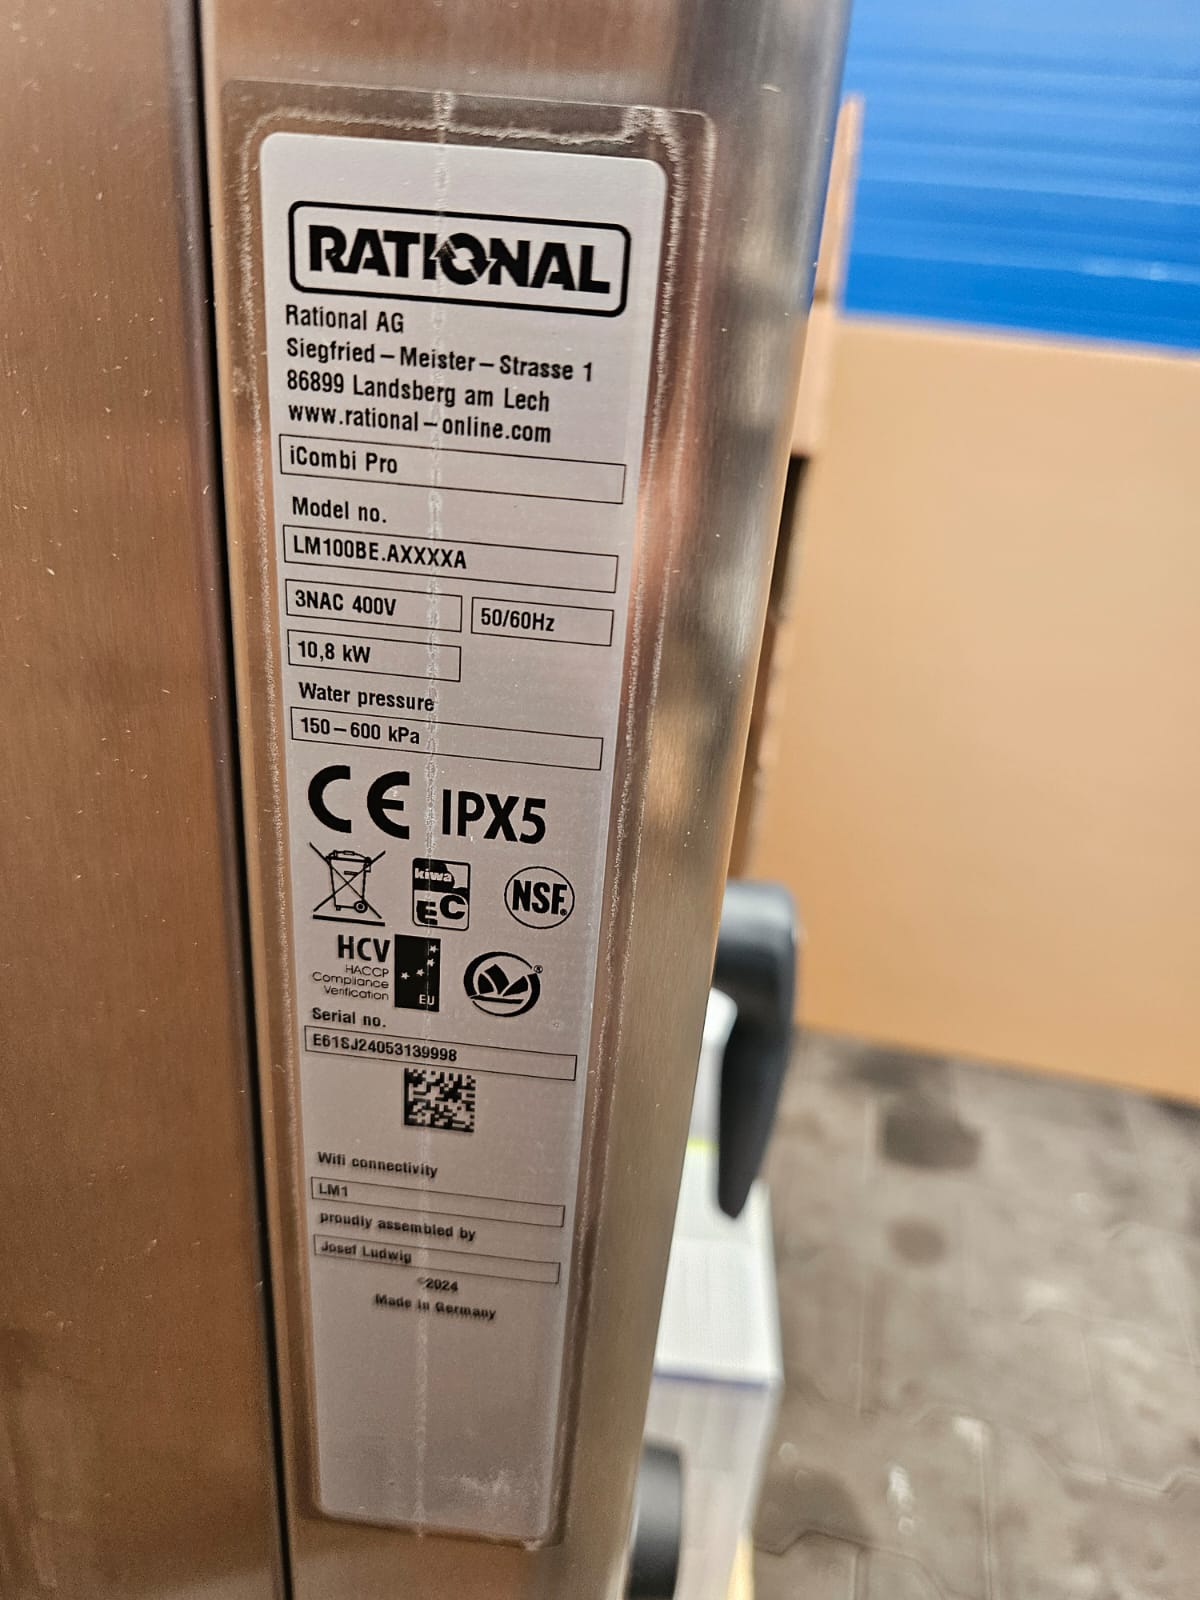 RATIONAL
Rational AG
Siegfried – Meister – Strasse 1
86899 Landsberg am Lech
www.rational – online.com
iCombi Pro
Model no.
LM100BE.AXXXXA
3NAC 400V 50/60Hz
10,8 kW
Water pressure
150 – 600 kPa
CE IPX5
kiwa
EC
NSF.
HCV
HACCP
Compliance
Verification
EU
®
Serial no.
E61SJ24053139998
Wifi connectivity
LM1
proudly assembled by
Josef Ludwig
©2024
Made in Germany